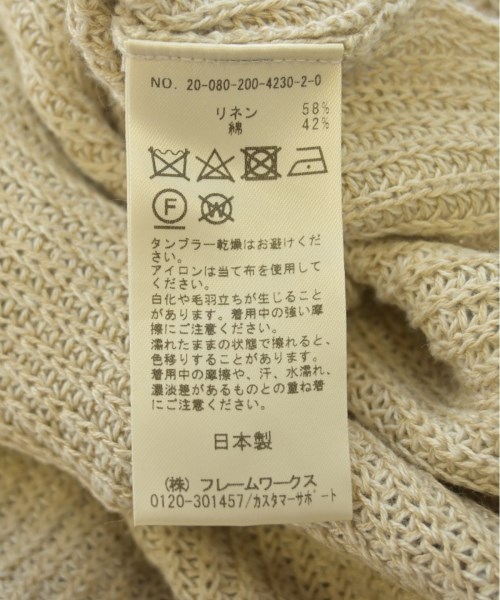 NO. 20-080-200-4230-2-0
リネン 58%
綿 42%
F W
タンブラー乾燥はお避けくだ
さい。
アイロンは当て布を使用して
ください。
白化や毛羽立ちが生じること
があります。着用中の強い摩
擦にご注意ください。
濡れたままの状態で擦れると、
色移りすることがあります。
着用中の摩擦や、汗、水濡れ、
濃淡差があるものとの重ね着
にご注意ください。
日本製
(株) フレームワークス
0120-301457/カスタマーサポート